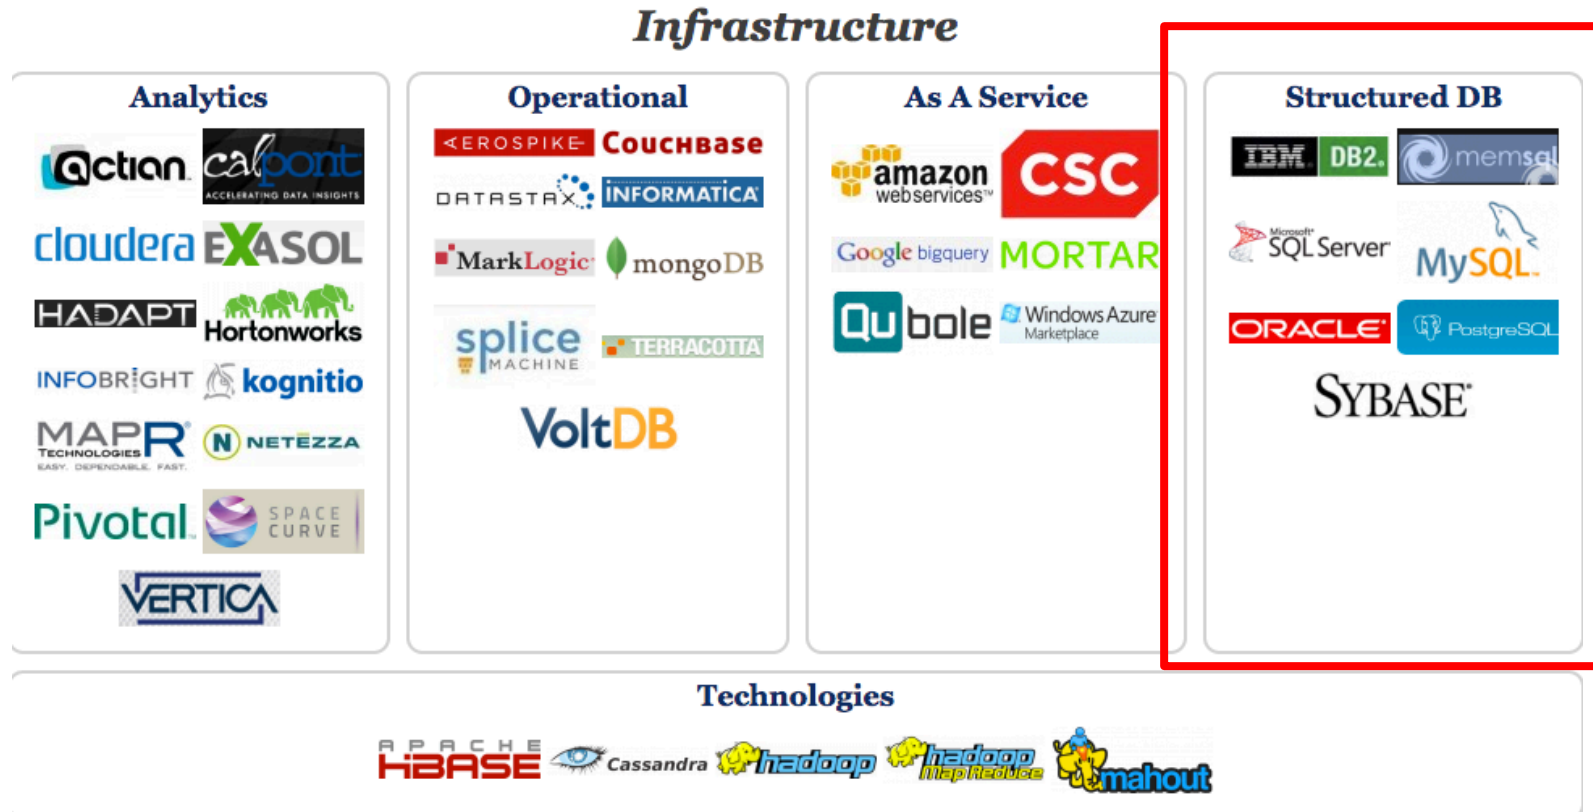 Infrastructure
Analytics
Actian
calpont
ACCELERATING DATA INSIGHTS
cloudera
EXASOL
HADAPT
Hortonworks
INFOBRIGHT
kognitio
MAPR
TECHNOLOGIES
EASY. DEPENDABLE. FAST.
N NETEZZA
Pivotal
SPACE
CURVE
VERTICA
Operational
AEROSPIKE
COUCHBASE
DATASTAX
INFORMATICA
MarkLogic
mongoDB
splice
MACHINE
TERRACOTTA
VoltDB
As A Service
amazon
webservices™
CSC
Google bigquery
MORTAR
Qubole
Windows Azure
Marketplace
Structured DB
IBM. DB2.
memsql
Microsoft®
SQL Server
MySQL
ORACLE
PostgreSQL
SYBASE
Technologies
APACHE
HBASE
Cassandra
hadoop
hadoop
Map Reduce
mahout